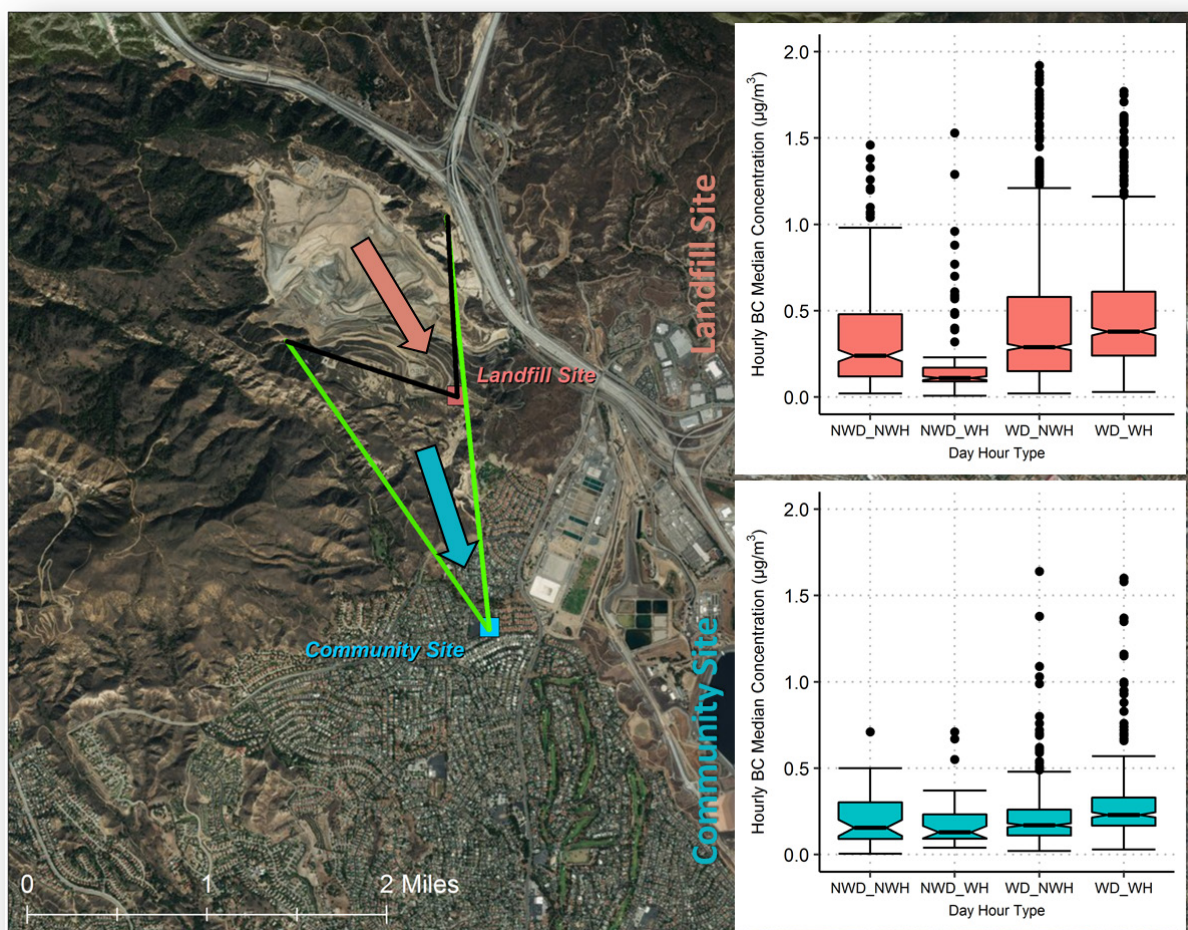 Landfill Site
Community Site
0 1 2 Miles
Landfill Site
Hourly BC Median Concentration (µg/m³)
2.0
1.5
1.0
0.5
0.0
NWD_NWH NWD_WH WD_NWH WD_WH
Day Hour Type
Community Site
Hourly BC Median Concentration (µg/m³)
2.0
1.5
1.0
0.5
0.0
NWD_NWH NWD_WH WD_NWH WD_WH
Day Hour Type